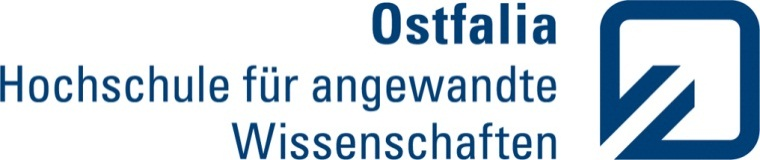 Ostfalia
Hochschule für angewandte
Wissenschaften